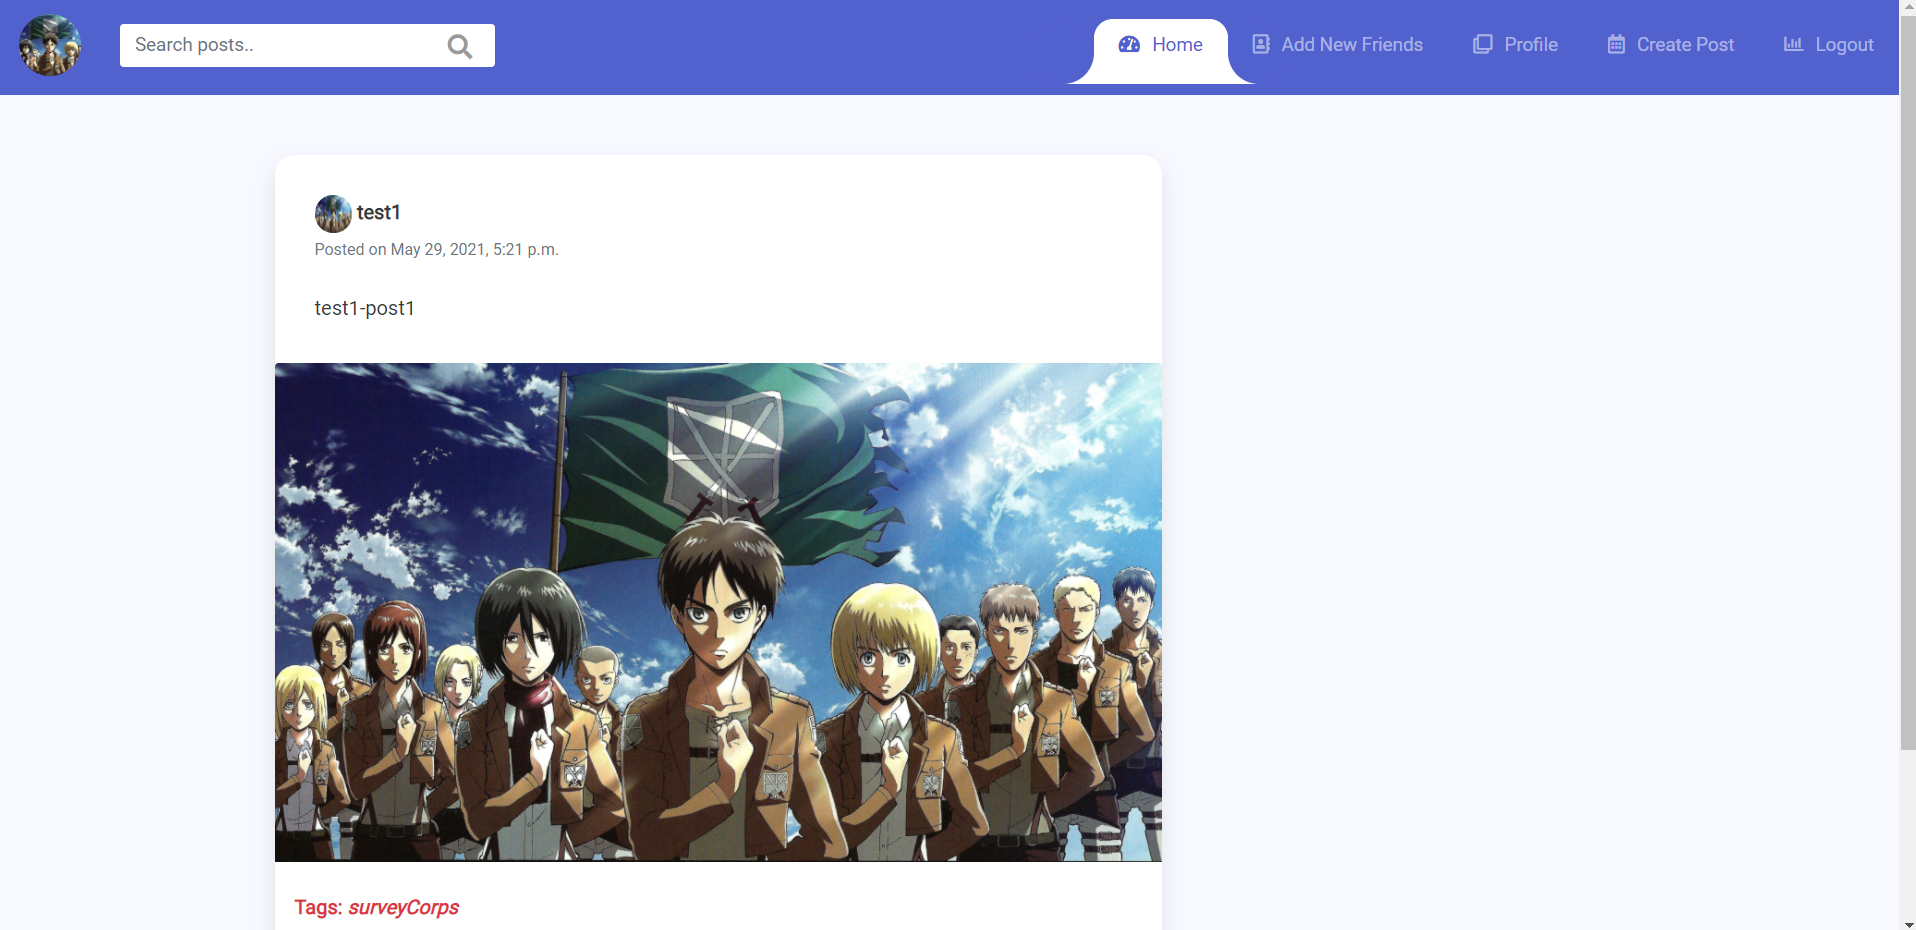 Search posts..
Home
Add New Friends
Profile
Create Post
Logout
test1
Posted on May 29, 2021, 5:21 p.m.
test1-post1
Tags: surveyCorps